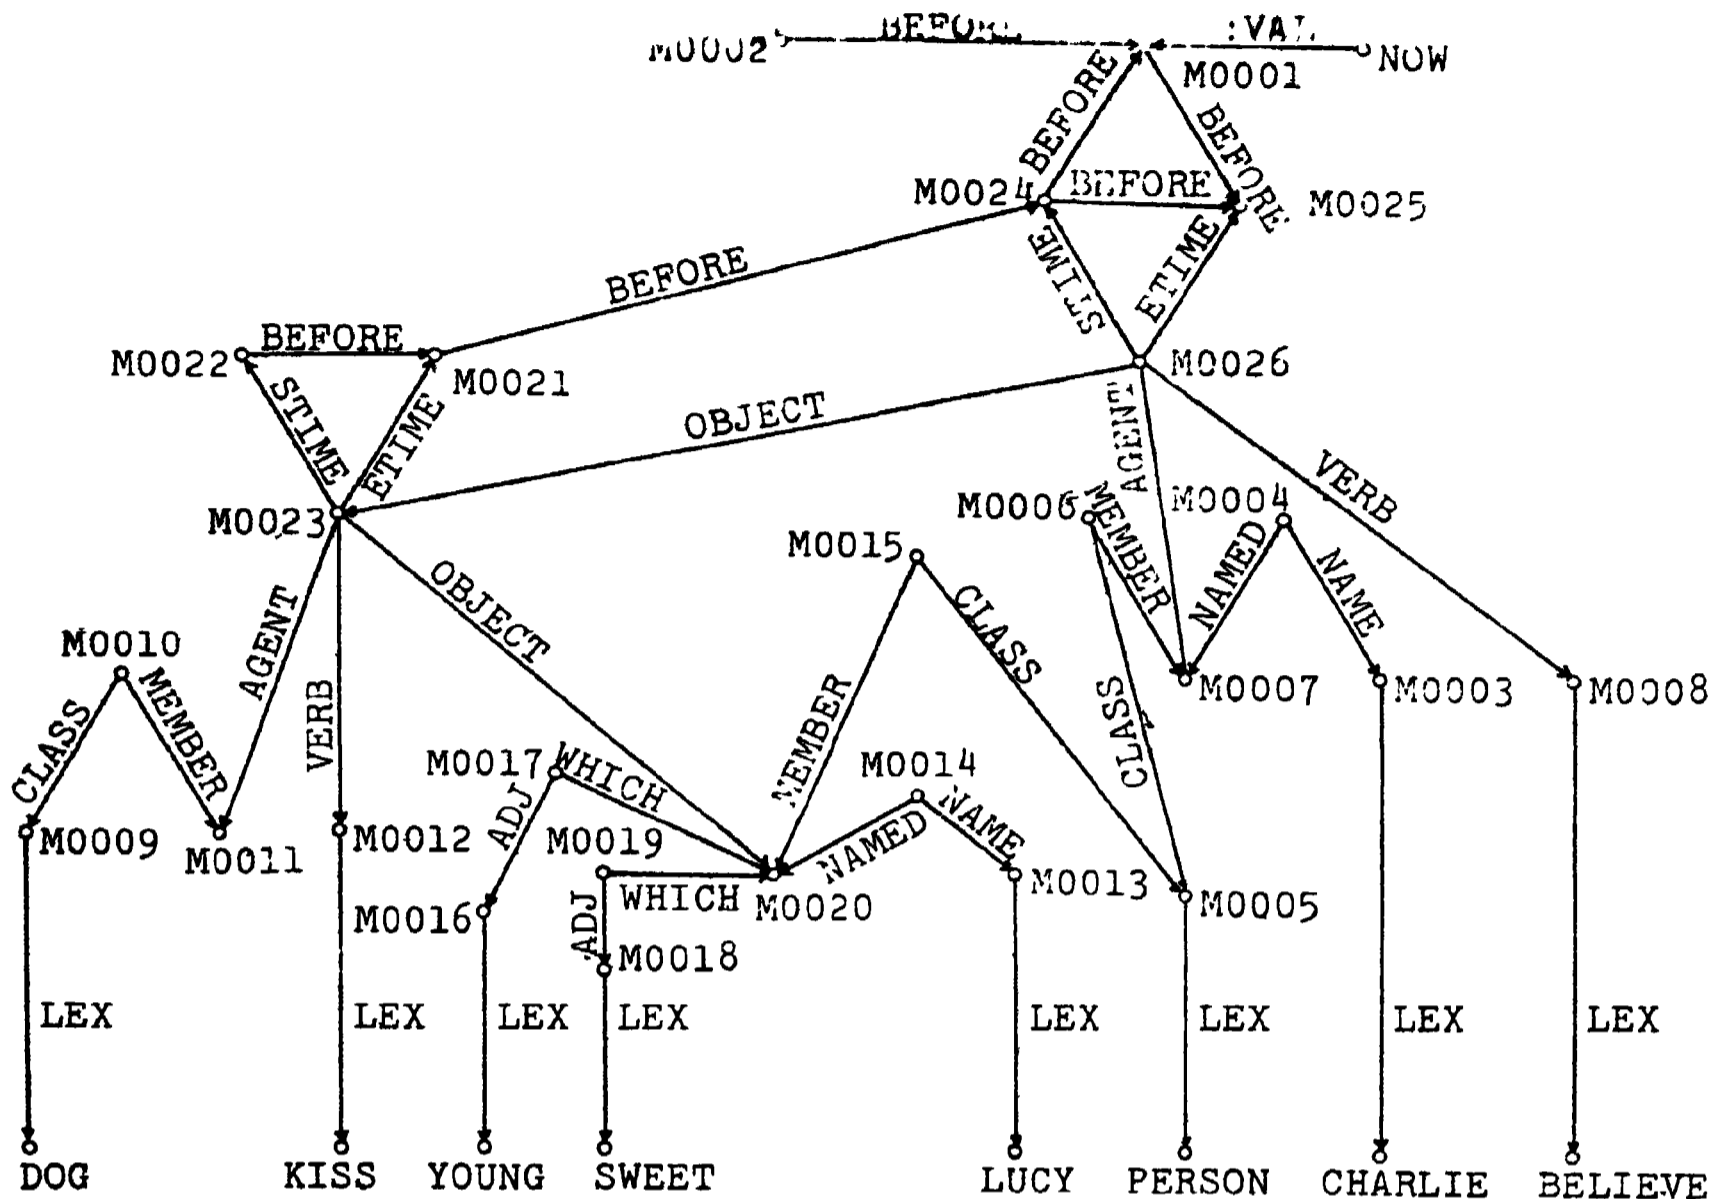 M0002 BEFORE :VAL NOW
M0001
BEFORE BEFORE
M0024 BEFORE M0025
BEFORE STIME ETIME
M0022 BEFORE M0021 M0026
STIME ETIME OBJECT AGENT VERB
M0023 M0006 MEMBER M0004
M0015 NAMED NAME
OBJECT CLASS
M0010 AGENT
CLASS MEMBER VERB MEMBER CLASS M0007 M0003 M0008
M0017 WHICH M0014
ADJ NAMED NAME
M0009 M0011 M0012 M0019
M0016 WHICH M0020 M0013 M0005
ADJ M0018
LEX LEX LEX LEX LEX LEX LEX LEX
DOG KISS YOUNG SWEET LUCY PERSON CHARLIE BELIEVE